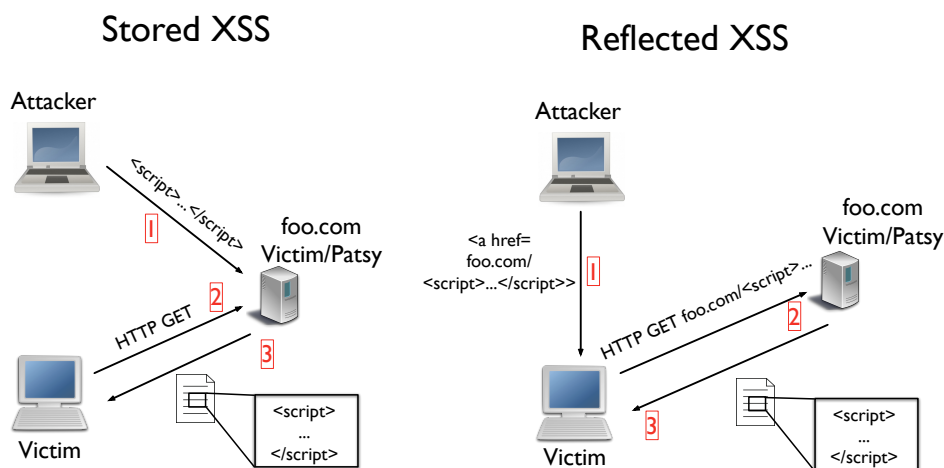 Stored XSS
Attacker
<script>...</script>
1
foo.com
Victim/Patsy
2
HTTP GET
3
Victim
<script>
...
</script>
Reflected XSS
Attacker
<a href=
foo.com/
<script>...</script>>
1
foo.com
Victim/Patsy
HTTP GET foo.com/<script>...
2
3
Victim
<script>
...
</script>